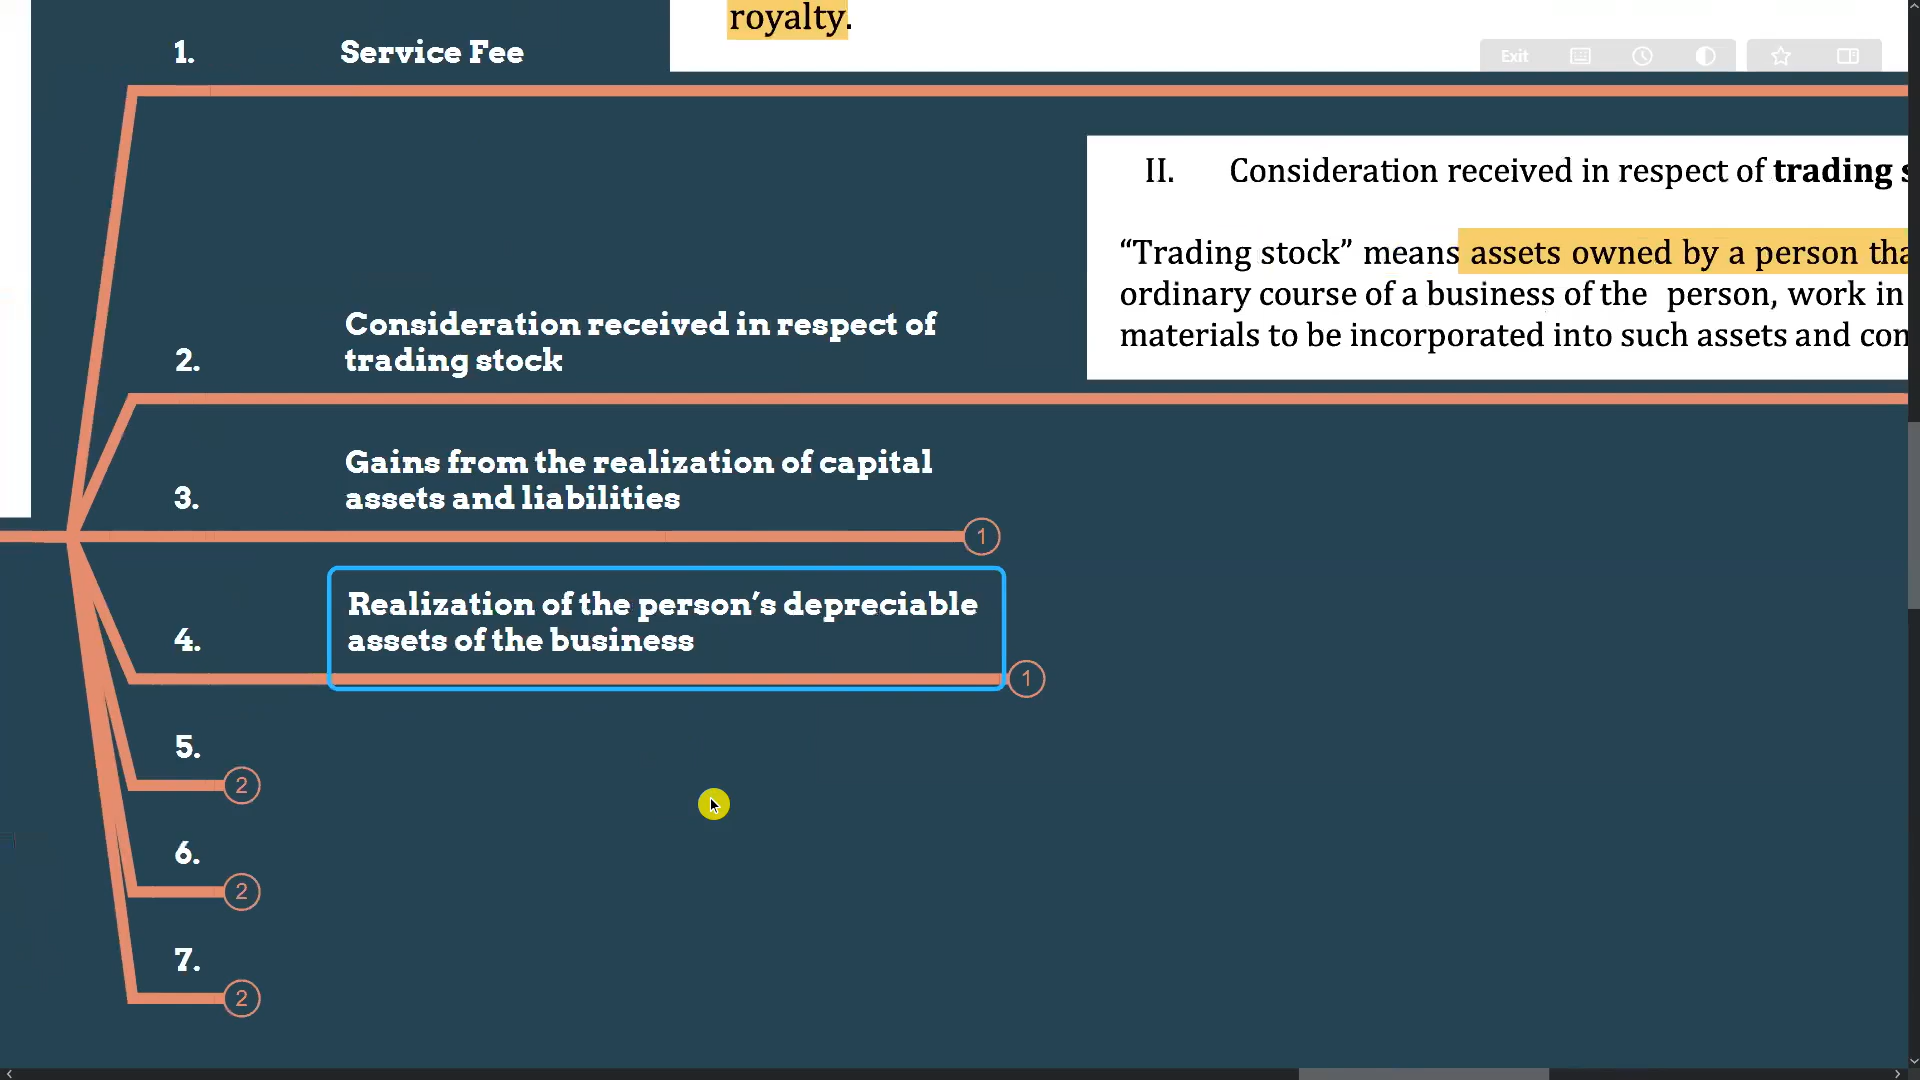 royalty.
Exit
1. Service Fee
II. Consideration received in respect of trading
“Trading stock” means assets owned by a person
ordinary course of a business of the person, work in
materials to be incorporated into such assets and
Consideration received in respect of
2. trading stock
Gains from the realization of capital
3. assets and liabilities
1
Realization of the person’s depreciable
4. assets of the business
1
5.
2
6.
2
7.
2